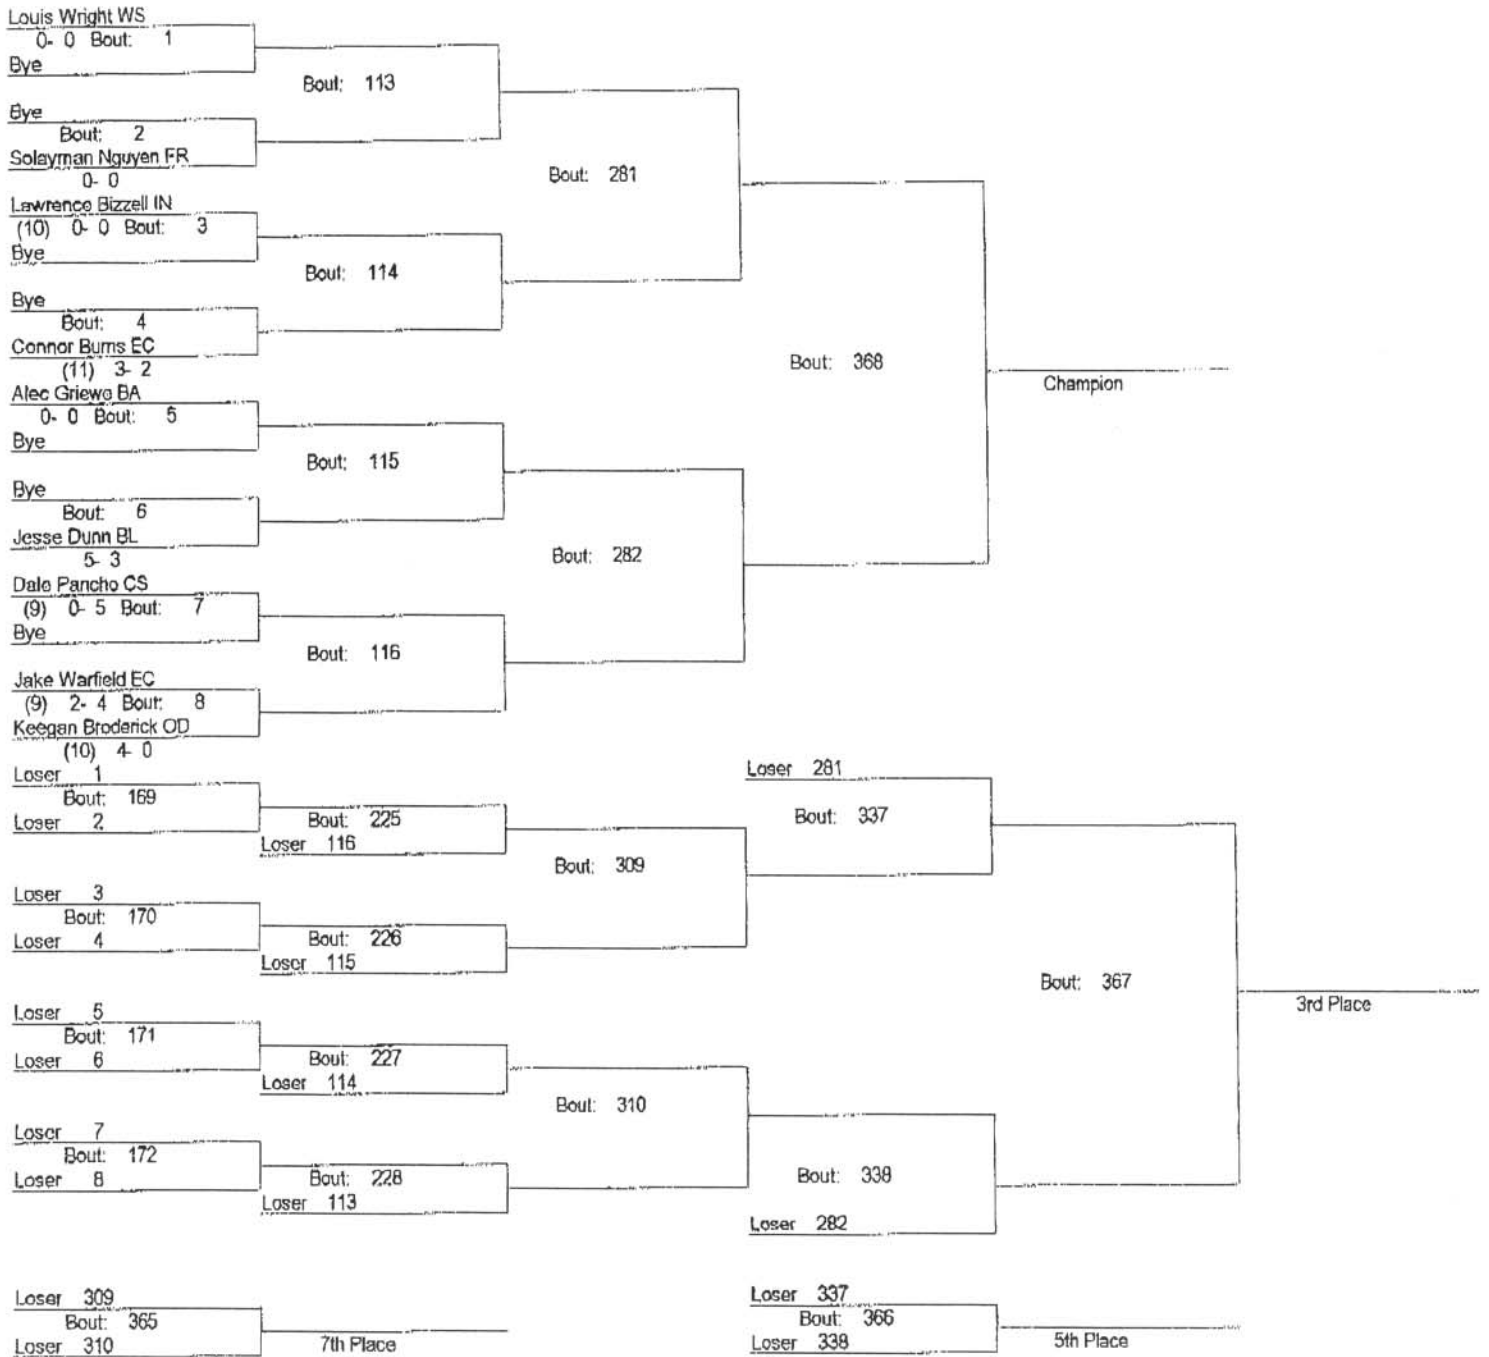 Louis Wright WS
0- 0 Bout: 1
Bye
Bout: 113
Bye
Bout: 2
Solayman Nguyen FR
0- 0
Bout: 281
Lawrence Bizzell IN
(10) 0- 0 Bout: 3
Bye
Bout: 114
Bye
Bout: 4
Connor Burns EC
(11) 3- 2
Bout: 368
Champion
Alec Griewe BA
0- 0 Bout: 5
Bye
Bout: 115
Bye
Bout: 6
Jesse Dunn BL
5- 3
Bout: 282
Dale Pancho CS
(9) 0- 5 Bout: 7
Bye
Bout: 116
Jake Warfield EC
(9) 2- 4 Bout: 8
Keegan Broderick OD
(10) 4- 0
Loser 1
Bout: 169
Loser 2
Bout: 225
Loser 116
Bout: 309
Loser 281
Bout: 337
Loser 3
Bout: 170
Loser 4
Bout: 226
Loser 115
Bout: 367
3rd Place
Loser 5
Bout: 171
Loser 6
Bout: 227
Loser 114
Bout: 310
Loser 7
Bout: 172
Loser 8
Bout: 228
Loser 113
Bout: 338
Loser 282
Loser 309
Bout: 365
Loser 310
7th Place
Loser 337
Bout: 366
Loser 338
5th Place